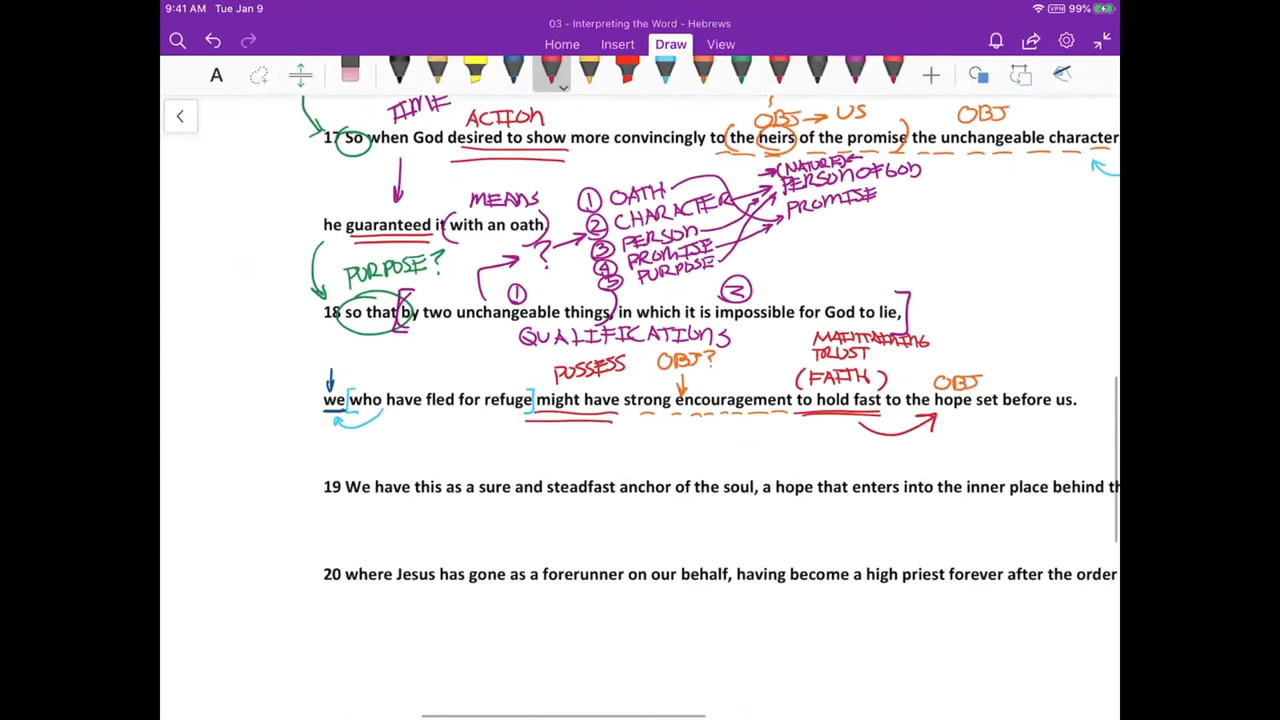 9:41 AM Tue Jan 9
VPN 99%
03 - Interpreting the Word - Hebrews
Home Insert Draw View
A
TIME ACTION OBJ → US OBJ
17 So when God desired to show more convincingly to the heirs of the promise the unchangeable character
(NATURE)
MEANS ① OATH PERSON OF GOD
② CHARACTER PROMISE
he guaranteed it with an oath
③ PERSON
? ④ PROMISE
PURPOSE? ⑤ PURPOSE
① ②
18 so that by two unchangeable things, in which it is impossible for God to lie,
QUALIFICATIONS MAINTAINING
POSSESS OBJ? TRUST
(FAITH) OBJ
we who have fled for refuge might have strong encouragement to hold fast to the hope set before us.
19 We have this as a sure and steadfast anchor of the soul, a hope that enters into the inner place behind th
20 where Jesus has gone as a forerunner on our behalf, having become a high priest forever after the order